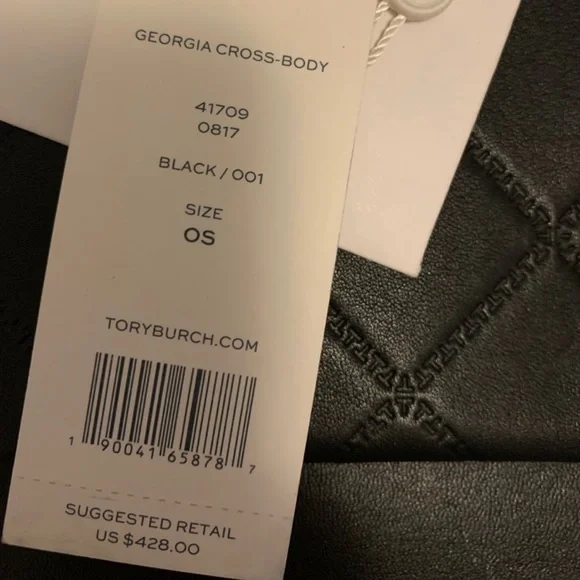 GEORGIA CROSS-BODY
41709
0817
BLACK / 001
SIZE
OS
TORYBURCH.COM
1 90041 65878 7
SUGGESTED RETAIL
US $428.00